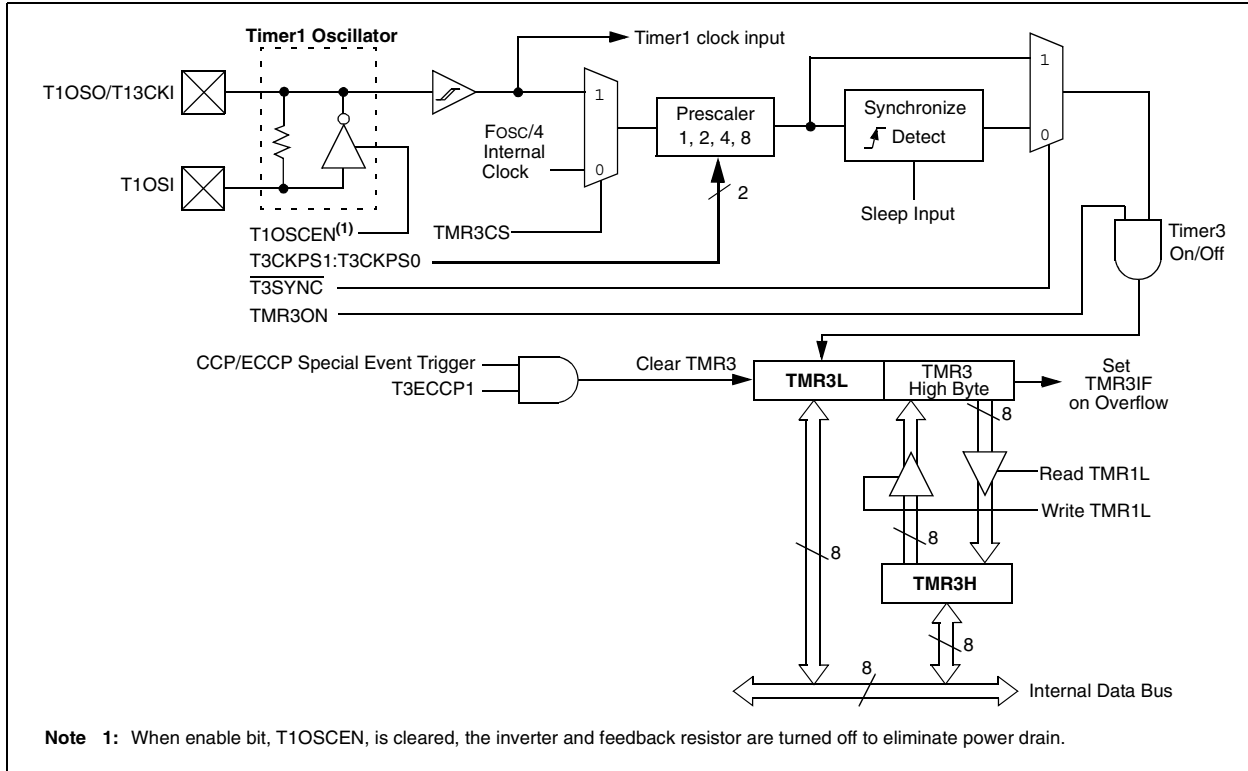 Timer1 Oscillator
T1OSO/T13CKI
T1OSI
Timer1 clock input
1
0
FOSC/4
Internal
Clock
Prescaler
1, 2, 4, 8
2
Synchronize
Detect
Sleep Input
1
0
T1OSCEN(1)
TMR3CS
T3CKPS1:T3CKPS0
T3SYNC
TMR3ON
Timer3
On/Off
CCP/ECCP Special Event Trigger
T3ECCP1
Clear TMR3
TMR3L
TMR3
High Byte
Set
TMR3IF
on Overflow
8
Read TMR1L
Write TMR1L
8
8
TMR3H
8
8
Internal Data Bus
Note 1: When enable bit, T1OSCEN, is cleared, the inverter and feedback resistor are turned off to eliminate power drain.